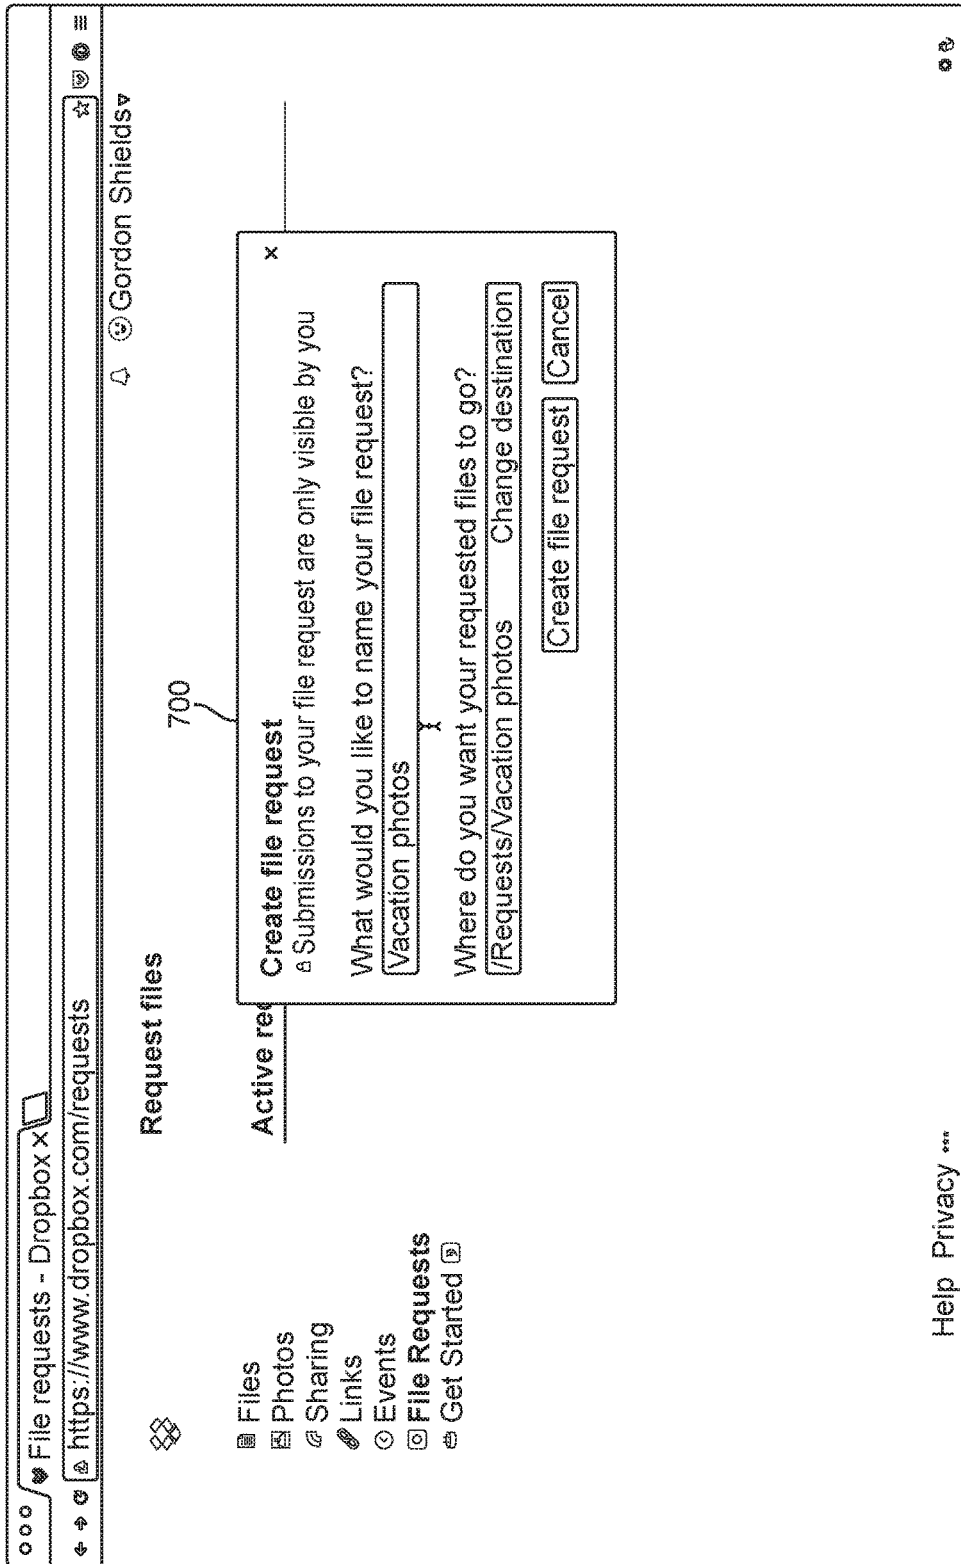 File requests - Dropbox ×
https://www.dropbox.com/requests
Gordon Shields
Request files
700
Files
Photos
Sharing
Links
Events
File Requests
Get Started
Active req
Create file request
×
Submissions to your file request are only visible by you
What would you like to name your file request?
Vacation photos
Where do you want your requested files to go?
/Requests/Vacation photos Change destination
Create file request Cancel
Help Privacy •••